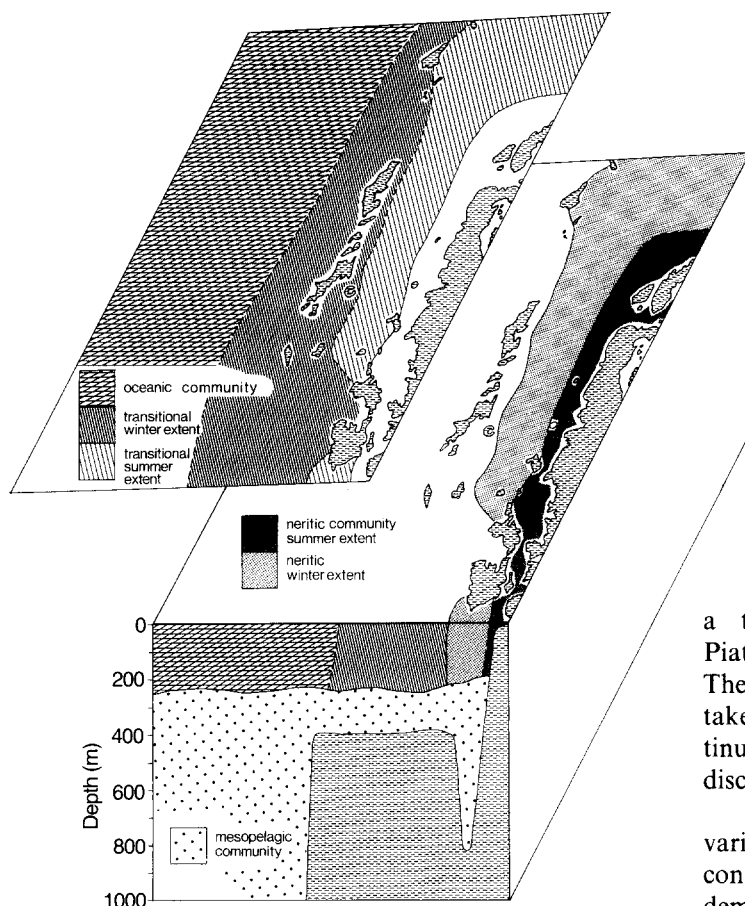 oceanic community
transitional
winter extent
transitional
summer
extent
neritic community
summer extent
neritic
winter extent
0
200
400
600
800
1000
Depth (m)
mesopelagic
community
a t
Piat
The
take
tinu
disc
vari
con
dem